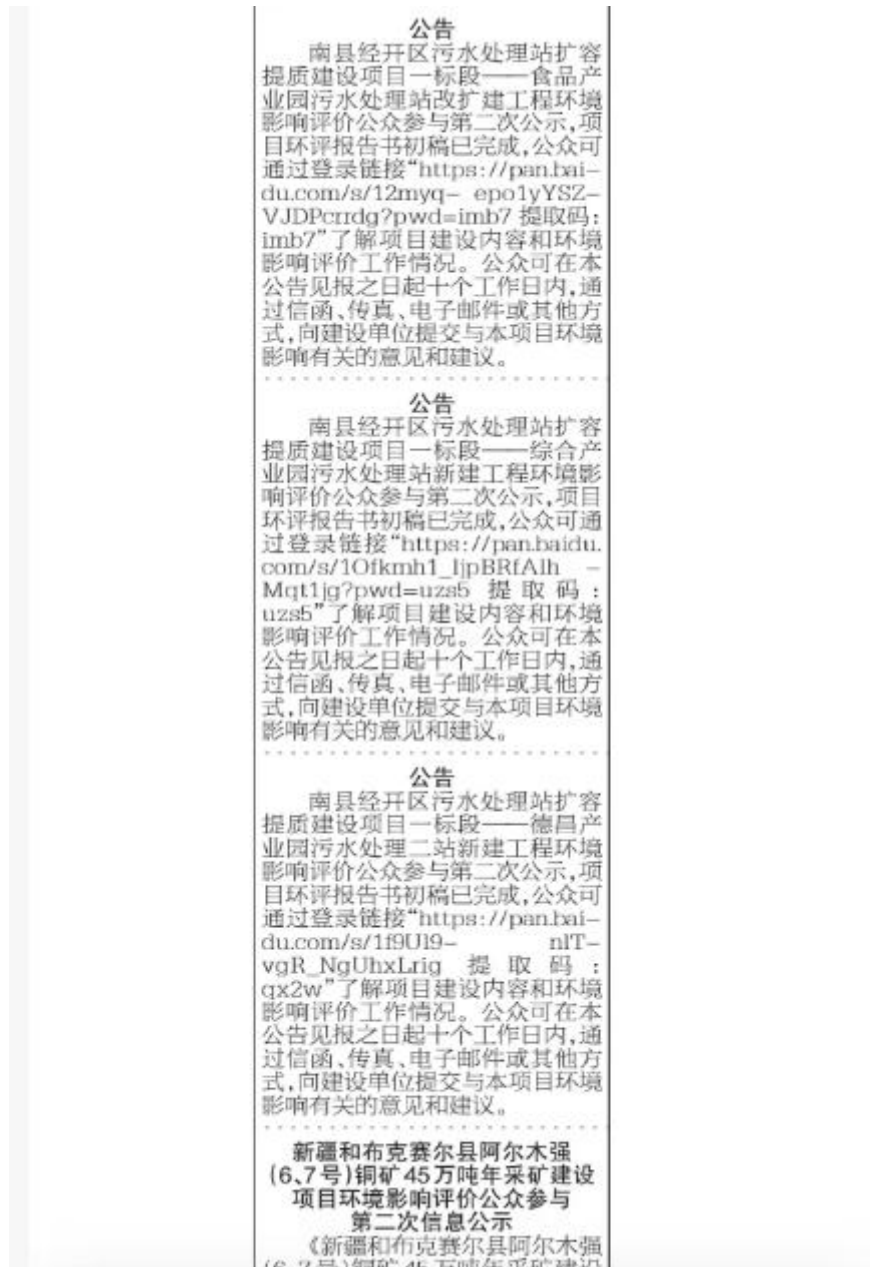 公告
南县经开区污水处理站扩容
提质建设项目一标段——食品产
业园污水处理站改扩建工程环境
影响评价公众参与第二次公示,项
目环评报告书初稿已完成,公众可
通过登录链接“https://pan.bai-
du.com/s/12myq- epo1yYSZ-
VJDPcrrdg?pwd=imb7 提取码:
imb7”了解项目建设内容和环境
影响评价工作情况。公众可在本
公告见报之日起十个工作日内,通
过信函、传真、电子邮件或其他方
式,向建设单位提交与本项目环境
影响有关的意见和建议。
公告
南县经开区污水处理站扩容
提质建设项目一标段——综合产
业园污水处理站新建工程环境影
响评价公众参与第二次公示,项目
环评报告书初稿已完成,公众可通
过登录链接“https://pan.baidu.
com/s/1Ofkmh1_IjpBRfAlh -
Mqt1jg?pwd=uzs5 提取码:
uzs5”了解项目建设内容和环境
影响评价工作情况。公众可在本
公告见报之日起十个工作日内,通
过信函、传真、电子邮件或其他方
式,向建设单位提交与本项目环境
影响有关的意见和建议。
公告
南县经开区污水处理站扩容
提质建设项目一标段——德昌产
业园污水处理二站新建工程环境
影响评价公众参与第二次公示,项
目环评报告书初稿已完成,公众可
通过登录链接“https://pan.bai-
du.com/s/1f9Ul9- nlT-
vgR_NgUhxLrig 提取码:
qx2w”了解项目建设内容和环境
影响评价工作情况。公众可在本
公告见报之日起十个工作日内,通
过信函、传真、电子邮件或其他方
式,向建设单位提交与本项目环境
影响有关的意见和建议。
新疆和布克赛尔县阿尔木强
(6、7号)铜矿45万吨年采矿建设
项目环境影响评价公众参与
第二次信息公示
《新疆和布克赛尔县阿尔木强
(6、7号)铜矿45万吨年采矿建设